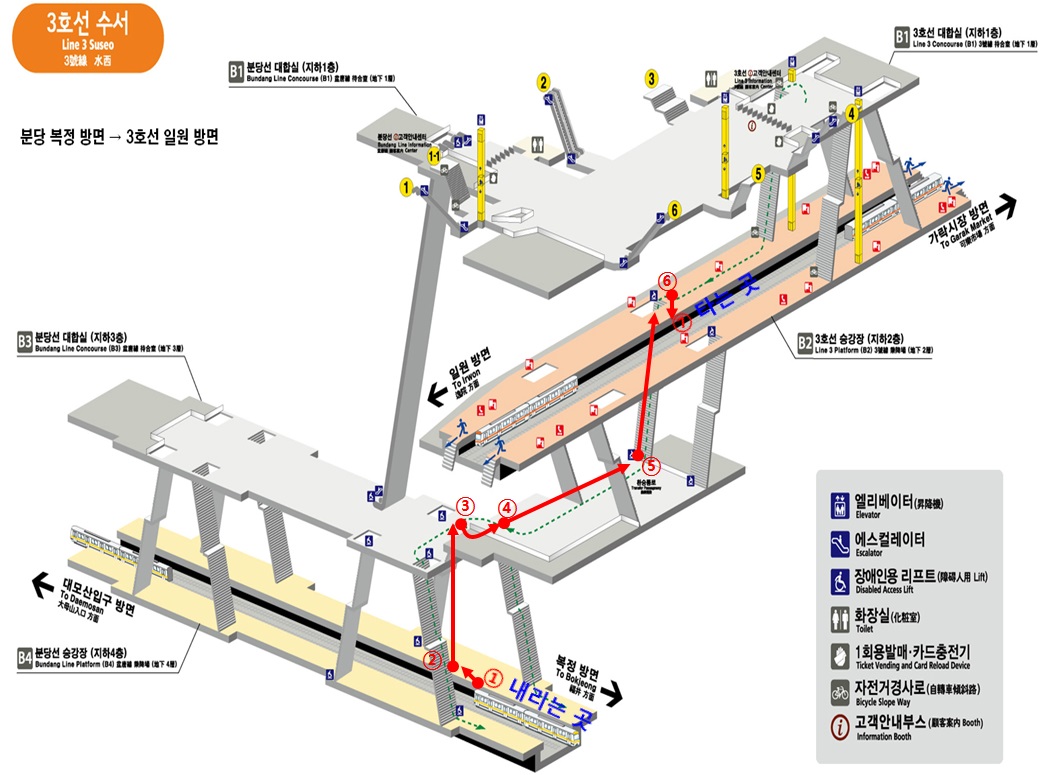 3호선 수서
Line 3 Suseo
3號線 水西
분당 복정 방면 → 3호선 일원 방면
B1 분당선 대합실 (지하1층)
Bundang Line Concourse (B1) 盆唐線 待合室 (地下 1層)
B1 3호선 대합실 (지하1층)
Line 3 Concourse (B1) 3號線 待合室 (地下 1層)
분당선 고객안내센터
Bundang Line Information Center
3호선 고객안내센터
Line 3 Information Center
1
1-1
2
3
4
5
6
가락시장 방면
To Garak Market
可樂市場 方面
B2 3호선 승강장 (지하2층)
Line 3 Platform (B2) 3號線 乘降場 (地下 2層)
⑥
⑦ 타는 곳
일원 방면
To Irwon
逸院 方面
B3 분당선 대합실 (지하3층)
Bundang Line Concourse (B3) 盆唐線 待合室 (地下 3層)
환승통로
Transfer Passageway
③
④
⑤
대모산입구 방면
To Daemosan
大母山入口 方面
B4 분당선 승강장 (지하4층)
Bundang Line Platform (B4) 盆唐線 乘降場 (地下 4層)
②
① 내리는 곳
복정 방면
To Bokjeong
福井 方面
엘리베이터(昇降機)
Elevator
에스컬레이터
Escalator
장애인용 리프트(障碍人用 Lift)
Disabled Access Lift
화장실(化粧室)
Toilet
1회용발매·카드충전기
Ticket Vending and Card Reload Device
자전거경사로(自轉車傾斜路)
Bicycle Slope Way
고객안내부스(顧客案內 Booth)
Information Booth